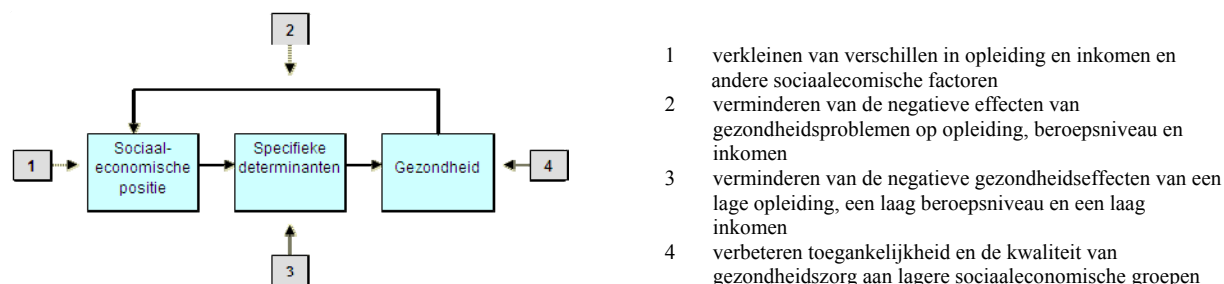 2
1
Sociaal-
economische
positie
Specifieke
determinanten
Gezondheid
4
3
1 verkleinen van verschillen in opleiding en inkomen en
andere sociaalecomische factoren
2 verminderen van de negatieve effecten van
gezondheidsproblemen op opleiding, beroepsniveau en
inkomen
3 verminderen van de negatieve gezondheidseffecten van een
lage opleiding, een laag beroepsniveau en een laag
inkomen
4 verbeteren toegankelijkheid en de kwaliteit van
gezondheidszorg aan lagere sociaaleconomische groepen